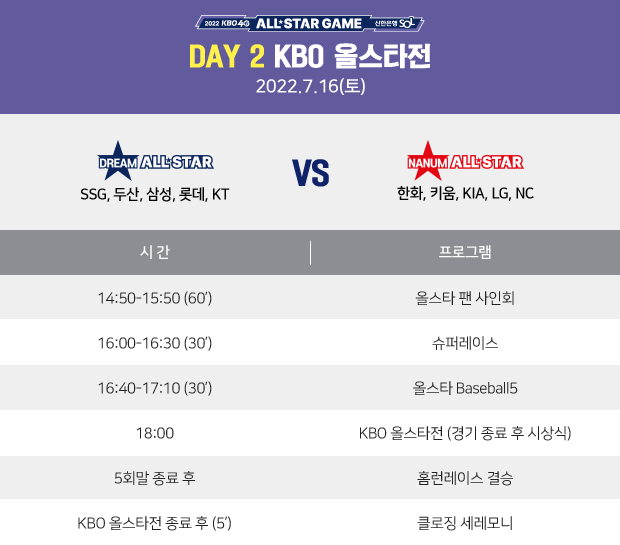 2022 KBO 40 ALL★STAR GAME 신한은행 SOL
DAY 2 KBO 올스타전
2022.7.16(토)
DREAM ALL★STAR
VS
NANUM ALL★STAR
SSG, 두산, 삼성, 롯데, KT
한화, 키움, KIA, LG, NC
시 간
프로그램
14:50-15:50 (60’)
올스타 팬 사인회
16:00-16:30 (30’)
슈퍼레이스
16:40-17:10 (30’)
올스타 Baseball5
18:00
KBO 올스타전 (경기 종료 후 시상식)
5회말 종료 후
홈런레이스 결승
KBO 올스타전 종료 후 (5’)
클로징 세레모니